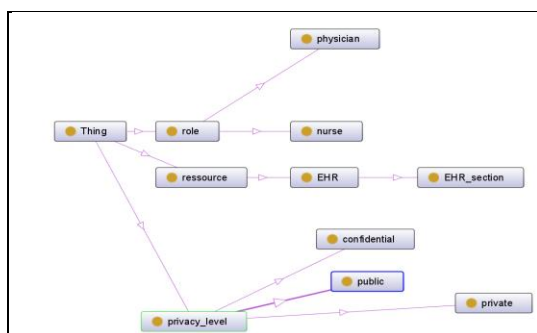 physician
Thing
role
nurse
ressource
EHR
EHR_section
confidential
public
private
privacy_level